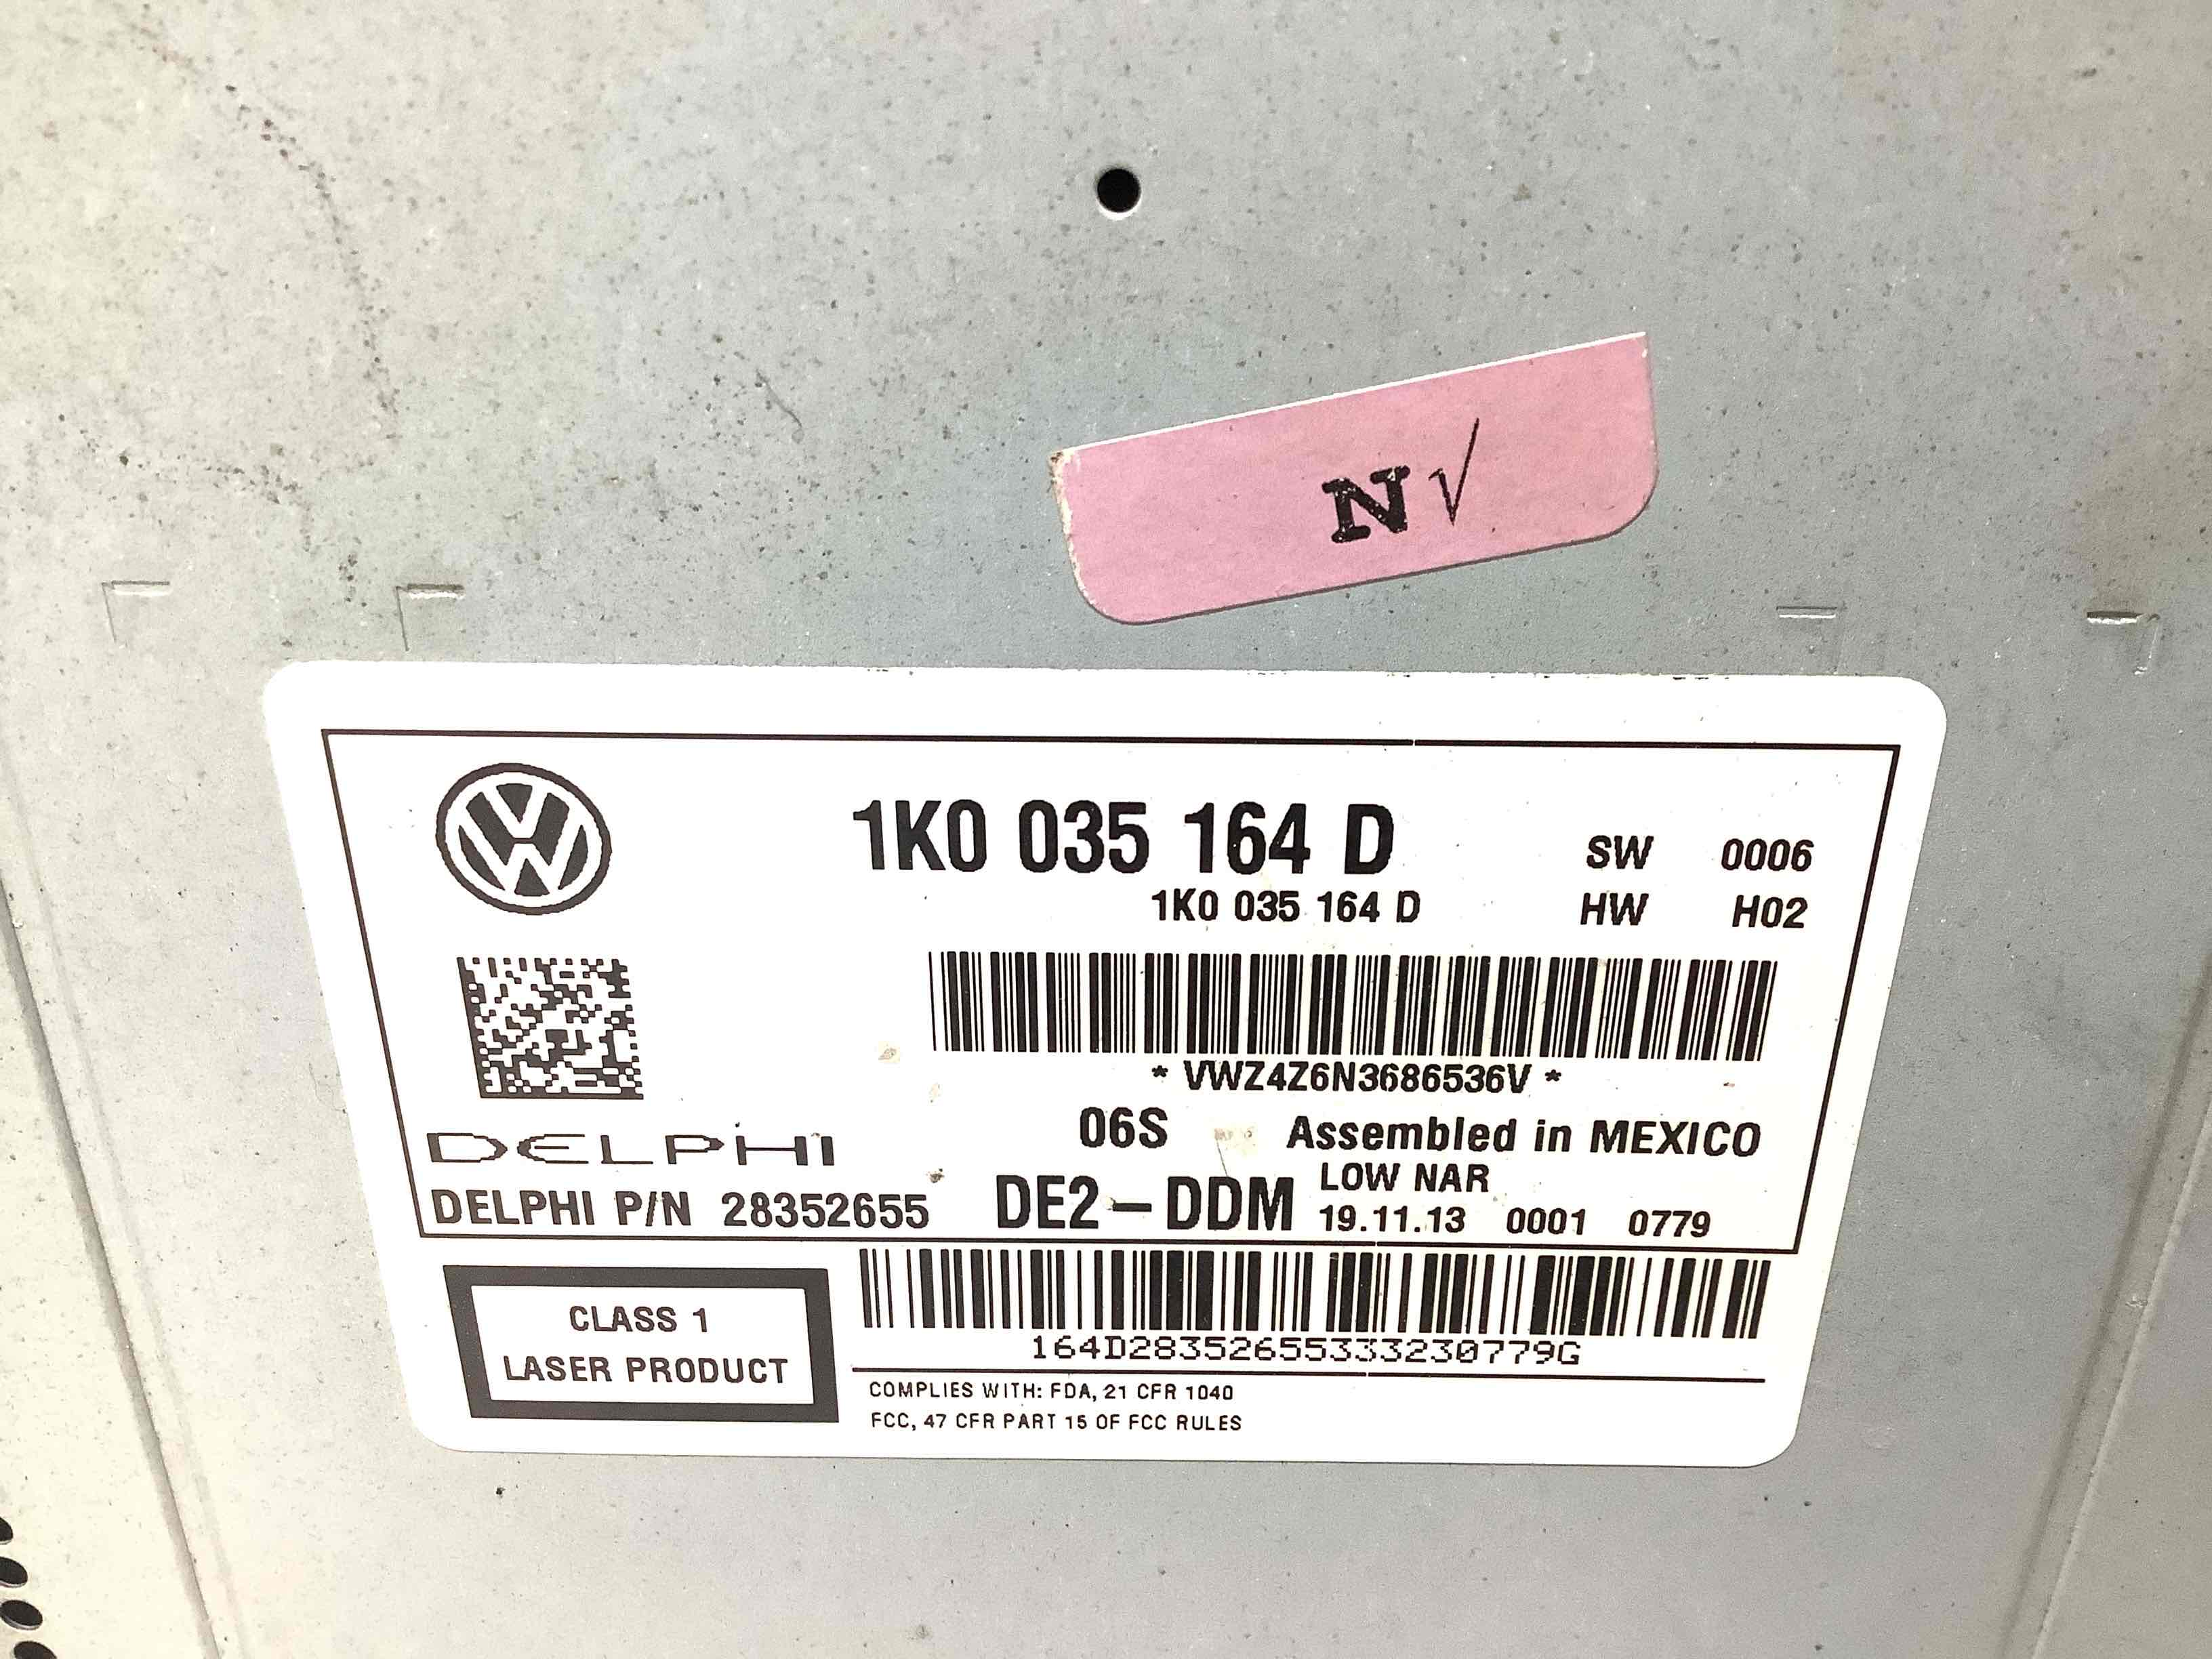 N√
1K0 035 164 D
SW 0006
1K0 035 164 D
HW H02
* VWZ4Z6N3686536V *
06S
Assembled in MEXICO
DELPHI
LOW NAR
DELPHI P/N 28352655
DE2-DDM
19.11.13 0001 0779
164D28352655333230779G
CLASS 1
LASER PRODUCT
COMPLIES WITH: FDA, 21 CFR 1040
FCC, 47 CFR PART 15 OF FCC RULES